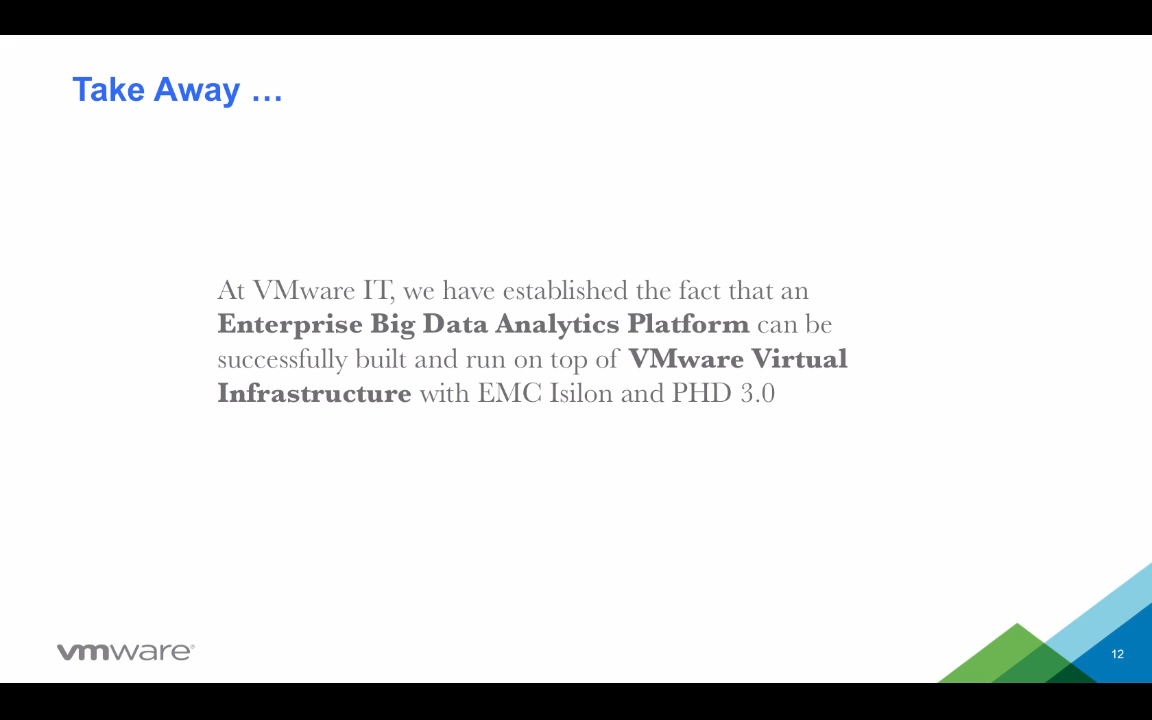 Take Away …
At VMware IT, we have established the fact that an
Enterprise Big Data Analytics Platform can be
successfully built and run on top of VMware Virtual
Infrastructure with EMC Isilon and PHD 3.0
vmware®
12